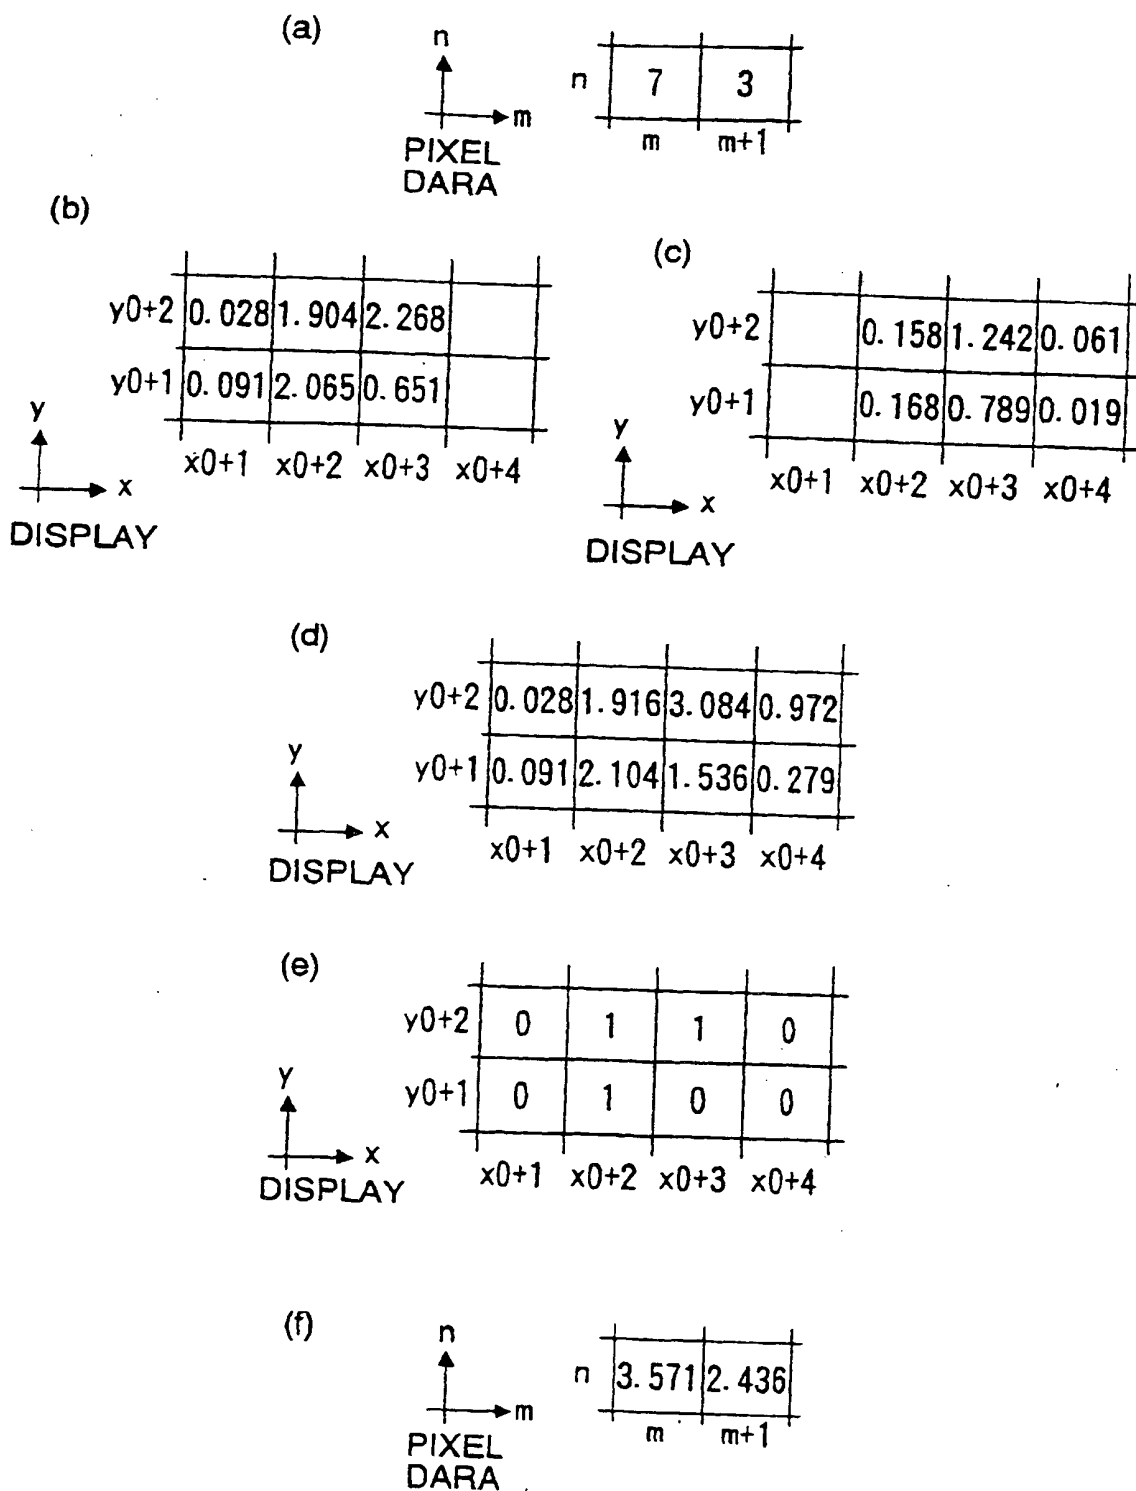 (a)
n
m
PIXEL
DARA
n 7 3
m m+1
(b)
y0+2 0.028 1.904 2.268
y0+1 0.091 2.065 0.651
x0+1 x0+2 x0+3 x0+4
y
x
DISPLAY
(c)
y0+2 0.158 1.242 0.061
y0+1 0.168 0.789 0.019
x0+1 x0+2 x0+3 x0+4
y
x
DISPLAY
(d)
y0+2 0.028 1.916 3.084 0.972
y0+1 0.091 2.104 1.536 0.279
x0+1 x0+2 x0+3 x0+4
y
x
DISPLAY
(e)
y0+2 0 1 1 0
y0+1 0 1 0 0
x0+1 x0+2 x0+3 x0+4
y
x
DISPLAY
(f)
n
m
PIXEL
DARA
n 3.571 2.436
m m+1